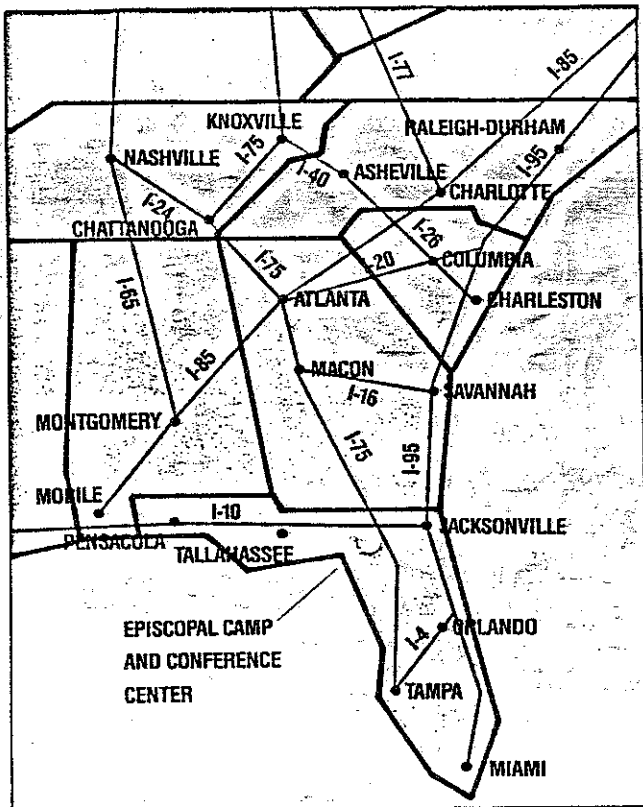 I-77
I-85
KNOXVILLE
RALEIGH-DURHAM
I-75
I-95
NASHVILLE
I-40
ASHEVILLE
CHARLOTTE
I-24
CHATTANOOGA
I-26
I-75
I-20
COLUMBIA
I-65
ATLANTA
CHARLESTON
I-85
MACON
I-16
SAVANNAH
MONTGOMERY
I-75
I-95
MOBILE
I-10
JACKSONVILLE
PENSACOLA
TALLAHASSEE
EPISCOPAL CAMP
AND CONFERENCE
CENTER
I-4
ORLANDO
TAMPA
MIAMI